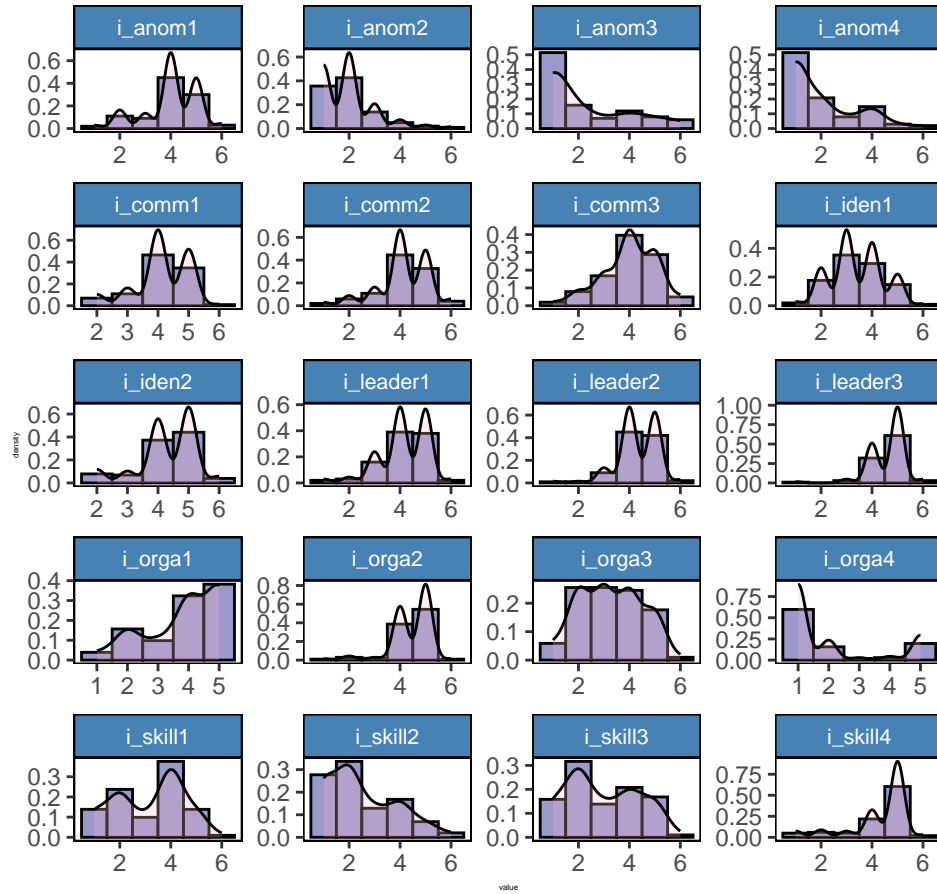 i_anom1 i_anom2 i_anom3 i_anom4
0.6 0.6 0.5 0.5
0.4 0.4 0.4 0.4
0.3 0.3
0.2 0.2 0.2 0.2
0.1 0.1
0.0 0.0 0.0 0.0
2 4 6 2 4 6 2 4 6 2 4 6
i_comm1 i_comm2 i_comm3 i_iden1
0.6 0.6 0.4 0.4
0.4 0.4 0.3
0.2 0.2 0.2 0.2
0.1
0.0 0.0 0.0 0.0
2 3 4 5 6 2 4 6 2 4 6 2 4 6
i_iden2 i_leader1 i_leader2 i_leader3
0.6 0.6 0.6 1.00
0.4 0.4 0.4 0.75
0.50
0.2 0.2 0.2 0.25
0.0 0.0 0.0 0.00
2 3 4 5 6 2 4 6 2 4 6 2 4 6
density
i_orga1 i_orga2 i_orga3 i_orga4
0.4 0.8 0.2 0.75
0.3 0.6 0.50
0.2 0.4 0.1 0.25
0.1 0.2
0.0 0.0 0.0 0.00
1 2 3 4 5 2 4 6 2 4 6 1 2 3 4 5
i_skill1 i_skill2 i_skill3 i_skill4
0.3 0.3 0.3 0.75
0.2 0.2 0.2 0.50
0.1 0.1 0.1 0.25
0.0 0.0 0.0 0.00
2 4 6 2 4 6 2 4 6 2 4 6
value